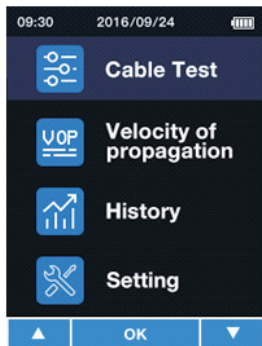 09:30 2016/09/24
Cable Test
VOP
Velocity of
propagation
History
Setting
OK